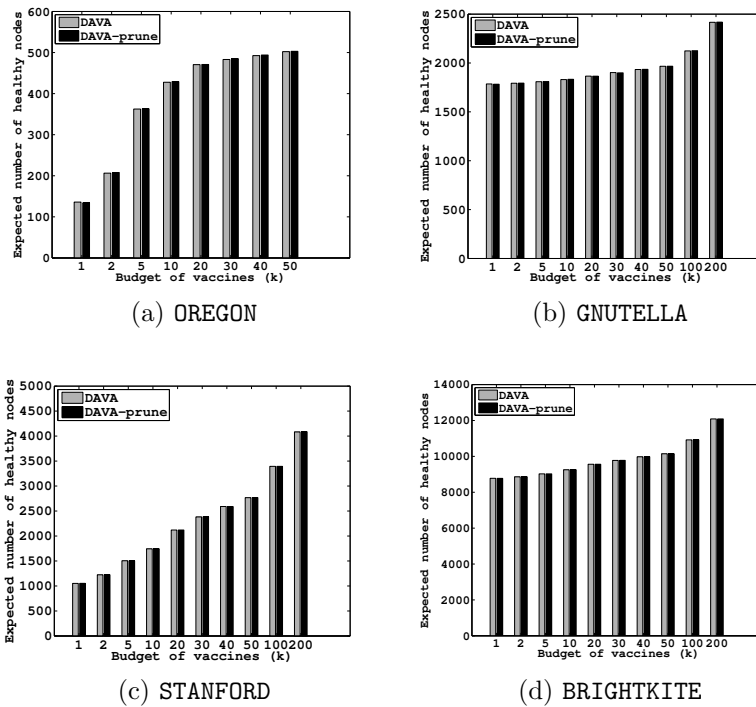 Expected number of healthy nodes
600
500
400
300
200
100
0
DAVA
DAVA-prune
1 2 5 10 20 30 40 50
Budget of vaccines (k)
(a) OREGON
Expected number of healthy nodes
2500
2000
1500
1000
500
0
DAVA
DAVA-prune
1 2 5 10 20 30 40 50 100 200
Budget of vaccines (k)
(b) GNUTELLA
Expected number of healthy nodes
5000
4500
4000
3500
3000
2500
2000
1500
1000
500
0
DAVA
DAVA-prune
1 2 5 10 20 30 40 50 100 200
Budget of vaccines (k)
(c) STANFORD
Expected number of healthy nodes
14000
12000
10000
8000
6000
4000
2000
0
DAVA
DAVA-prune
1 2 5 10 20 30 40 50 100 200
Budget of vaccines (k)
(d) BRIGHTKITE